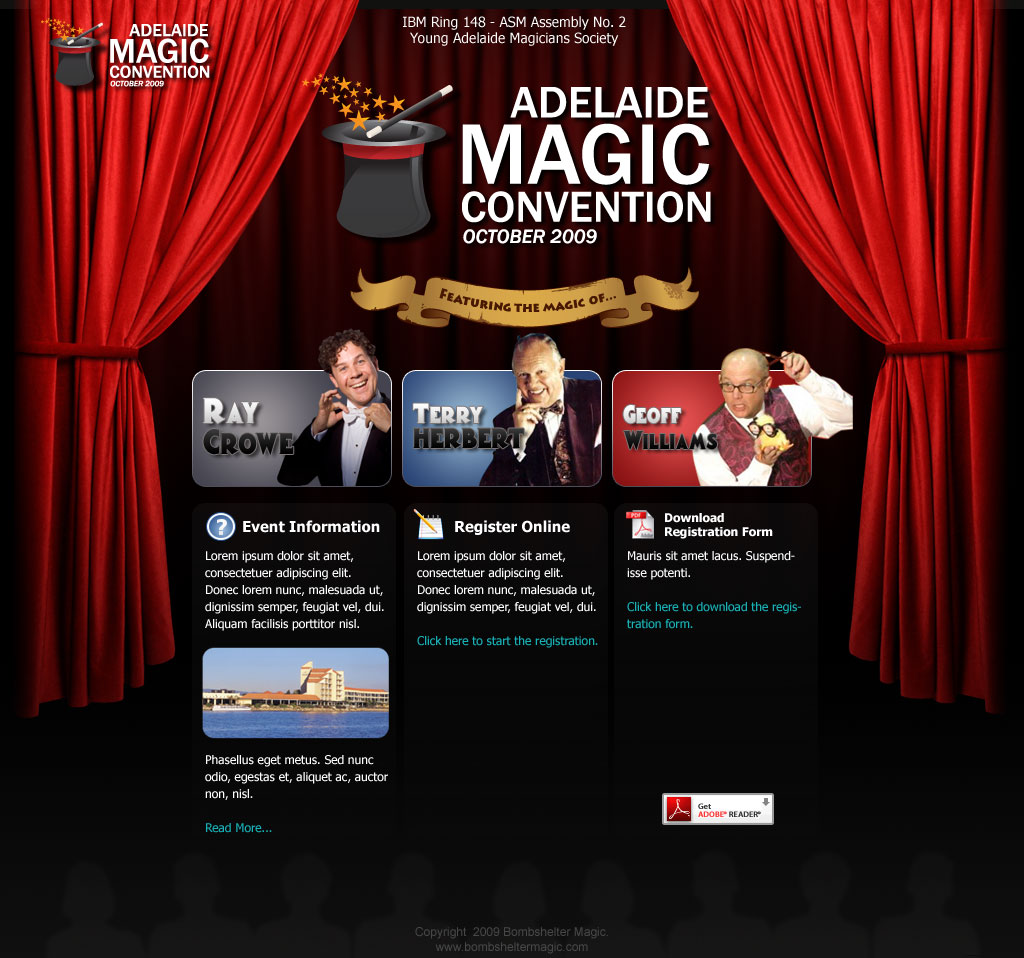 ADELAIDE
MAGIC
CONVENTION
OCTOBER 2009
IBM Ring 148 - ASM Assembly No. 2
Young Adelaide Magicians Society
ADELAIDE
MAGIC
CONVENTION
OCTOBER 2009
FEATURING THE MAGIC OF...
RAY
CROWE
TERRY
HERBERT
GEOFF
WILLIAMS
Event Information
Lorem ipsum dolor sit amet,
consectetuer adipiscing elit.
Donec lorem nunc, malesuada ut,
dignissim semper, feugiat vel, dui.
Aliquam facilisis porttitor nisl.
Phasellus eget metus. Sed nunc
odio, egestas et, aliquet ac, auctor
non, nisl.
Read More...
Register Online
Lorem ipsum dolor sit amet,
consectetuer adipiscing elit.
Donec lorem nunc, malesuada ut,
dignissim semper, feugiat vel, dui.
Click here to start the registration.
PDF
Adobe
Download
Registration Form
Mauris sit amet lacus. Suspend-
isse potenti.
Click here to download the regis-
tration form.
Get
ADOBE® READER®
Copyright 2009 Bombshelter Magic.
www.bombsheltermagic.com